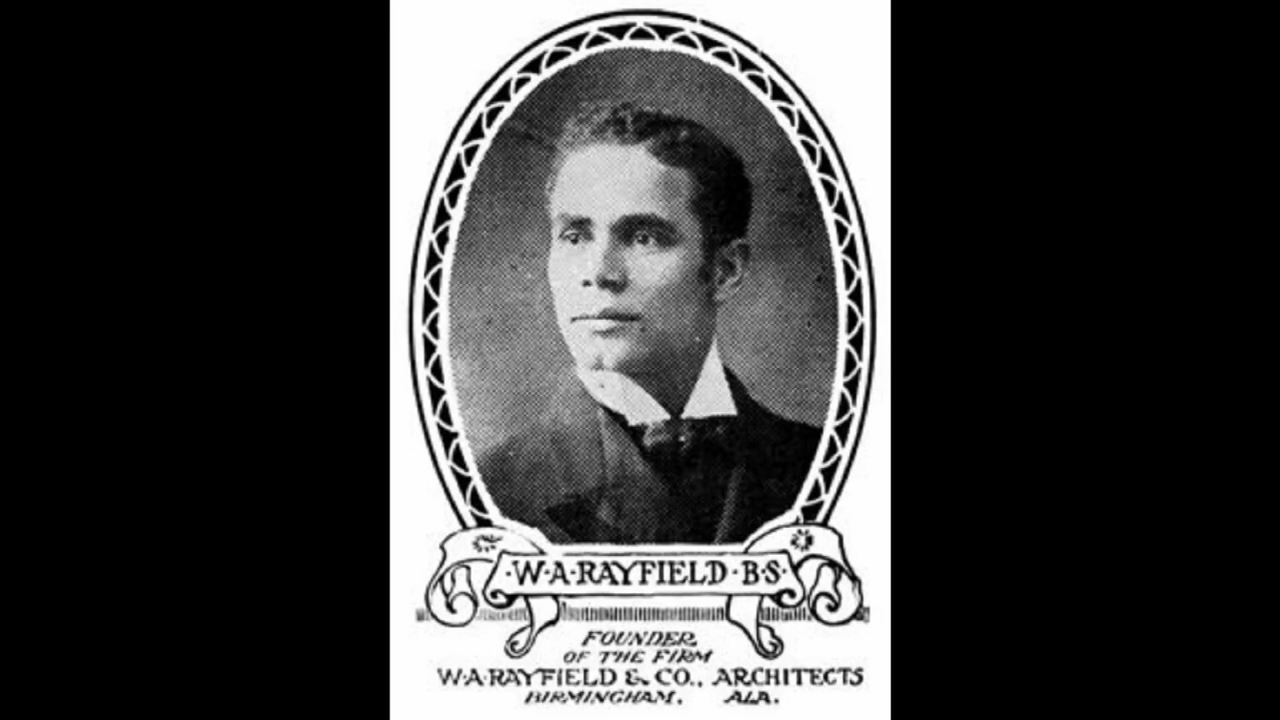 ·W·A·RAYFIELD·B·S·
FOUNDER
OF THE FIRM
W·A·RAYFIELD & CO., ARCHITECTS
BIRMINGHAM. ALA.